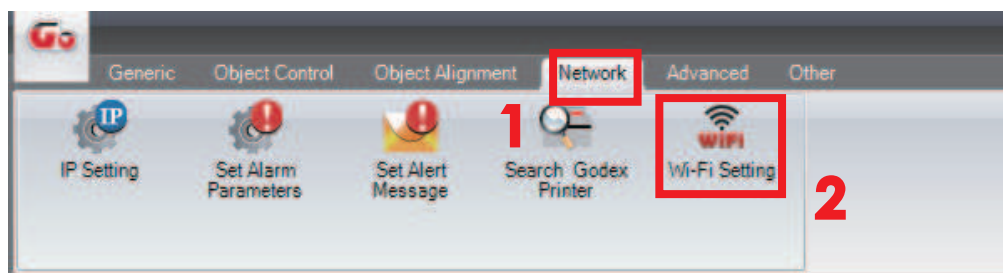 Go
Generic Object Control Object Alignment Network Advanced Other
1
IP
WiFi
IP Setting
Set Alarm
Parameters
Set Alert
Message
Search Godex
Printer
Wi-Fi Setting
2